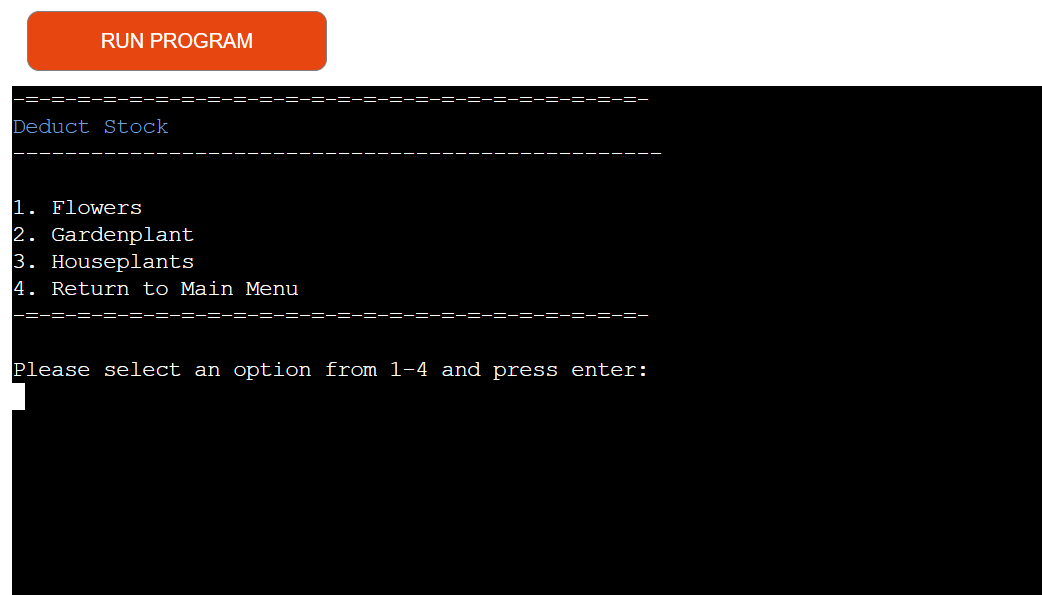 RUN PROGRAM
-=-=-=-=-=-=-=-=-=-=-=-=-=-=-=-=-=-=-=-=-=-=-=-=-
Deduct Stock
--------------------------------------------------
1. Flowers
2. Gardenplant
3. Houseplants
4. Return to Main Menu
-=-=-=-=-=-=-=-=-=-=-=-=-=-=-=-=-=-=-=-=-=-=-=-=-
Please select an option from 1-4 and press enter: